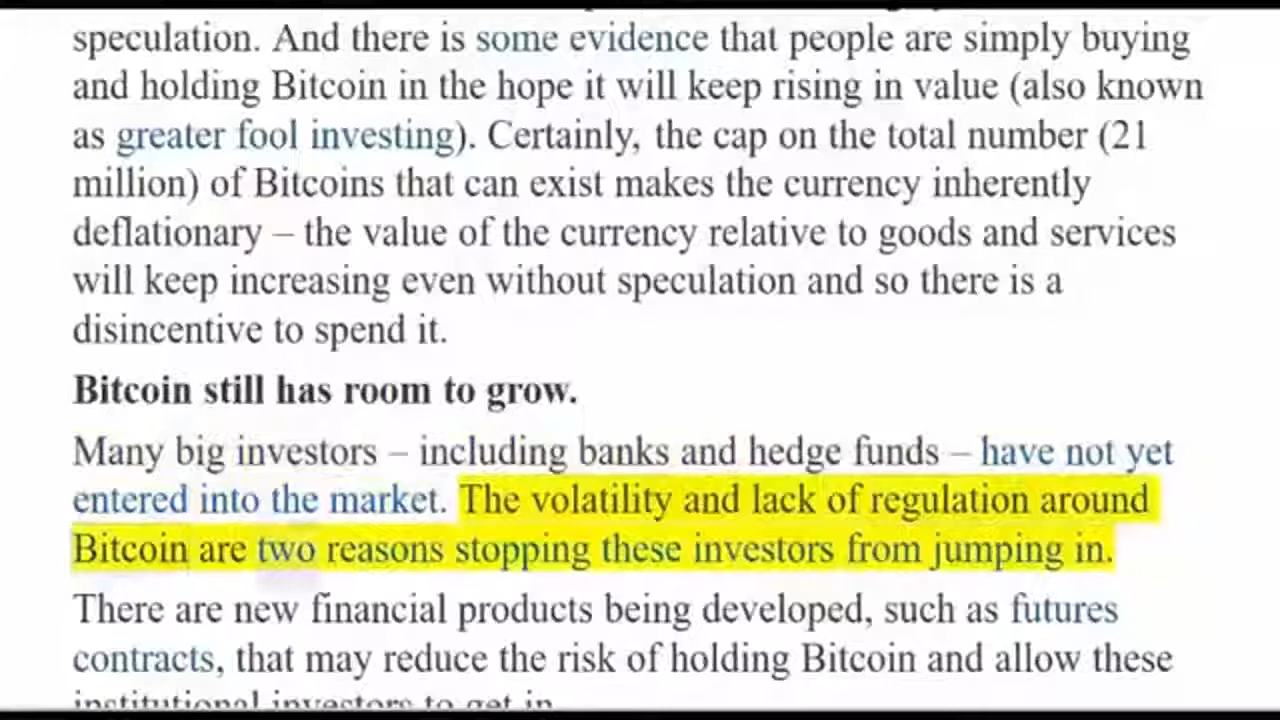 speculation. And there is some evidence that people are simply buying
and holding Bitcoin in the hope it will keep rising in value (also known
as greater fool investing). Certainly, the cap on the total number (21
million) of Bitcoins that can exist makes the currency inherently
deflationary – the value of the currency relative to goods and services
will keep increasing even without speculation and so there is a
disincentive to spend it.
Bitcoin still has room to grow.
Many big investors – including banks and hedge funds – have not yet
entered into the market. The volatility and lack of regulation around
Bitcoin are two reasons stopping these investors from jumping in.
There are new financial products being developed, such as futures
contracts, that may reduce the risk of holding Bitcoin and allow these
institutional investors to get in